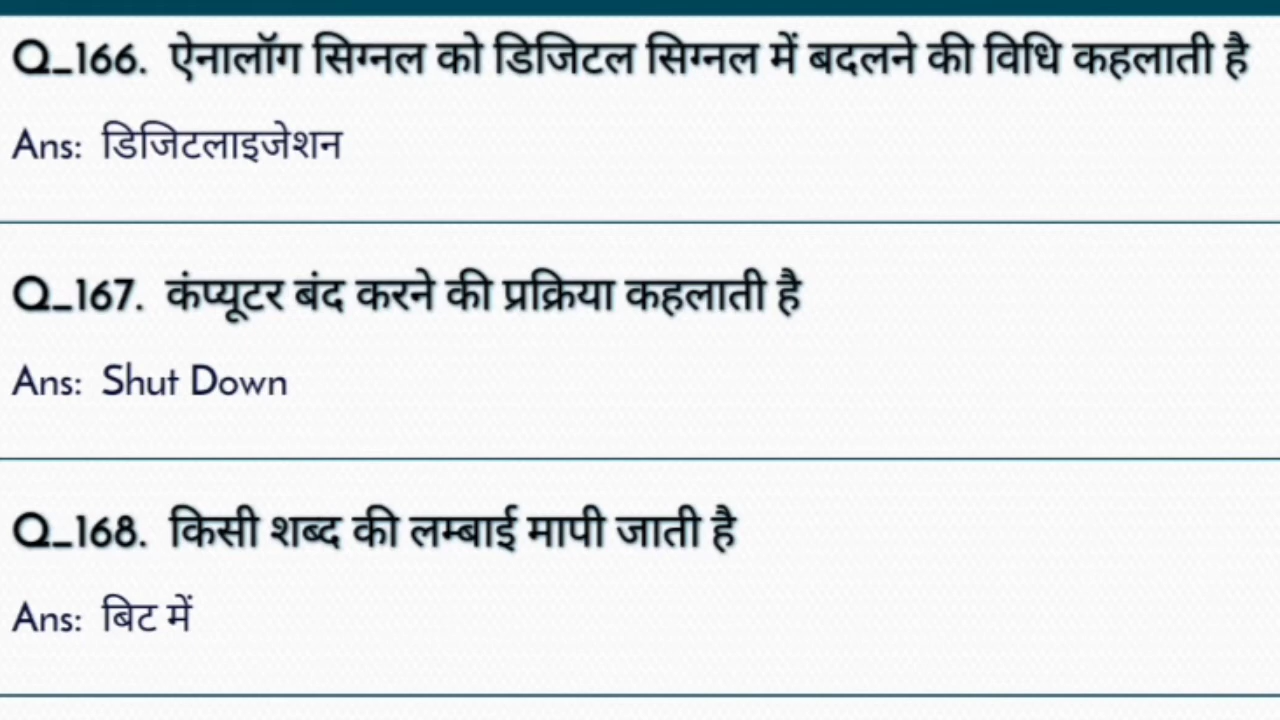 Q_166. ऐनालॉग सिग्नल को डिजिटल सिग्नल में बदलने की विधि कहलाती है
Ans: डिजिटलाइजेशन
Q_167. कंप्यूटर बंद करने की प्रक्रिया कहलाती है
Ans: Shut Down
Q_168. किसी शब्द की लम्बाई मापी जाती है
Ans: बिट में